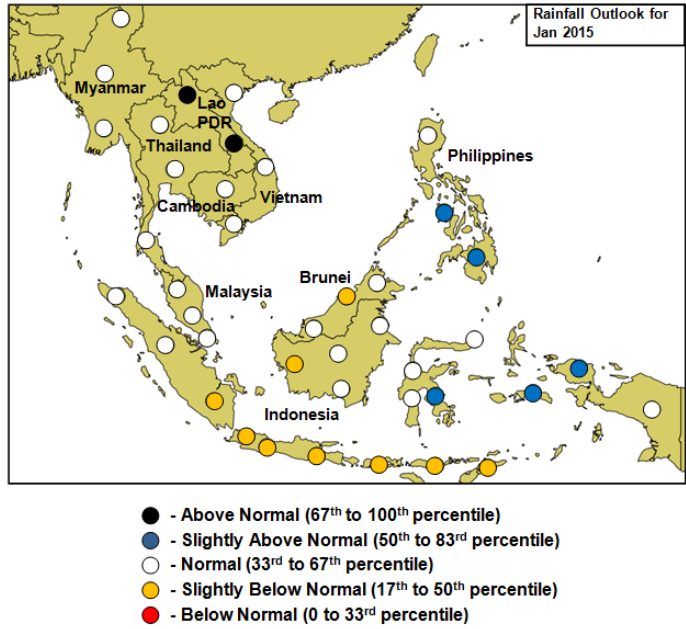 Rainfall Outlook for
Jan 2015
Myanmar
Lao
PDR
Thailand
Philippines
Vietnam
Cambodia
Brunei
Malaysia
Indonesia
- Above Normal (67th to 100th percentile)
- Slightly Above Normal (50th to 83rd percentile)
- Normal (33rd to 67th percentile)
- Slightly Below Normal (17th to 50th percentile)
- Below Normal (0 to 33rd percentile)